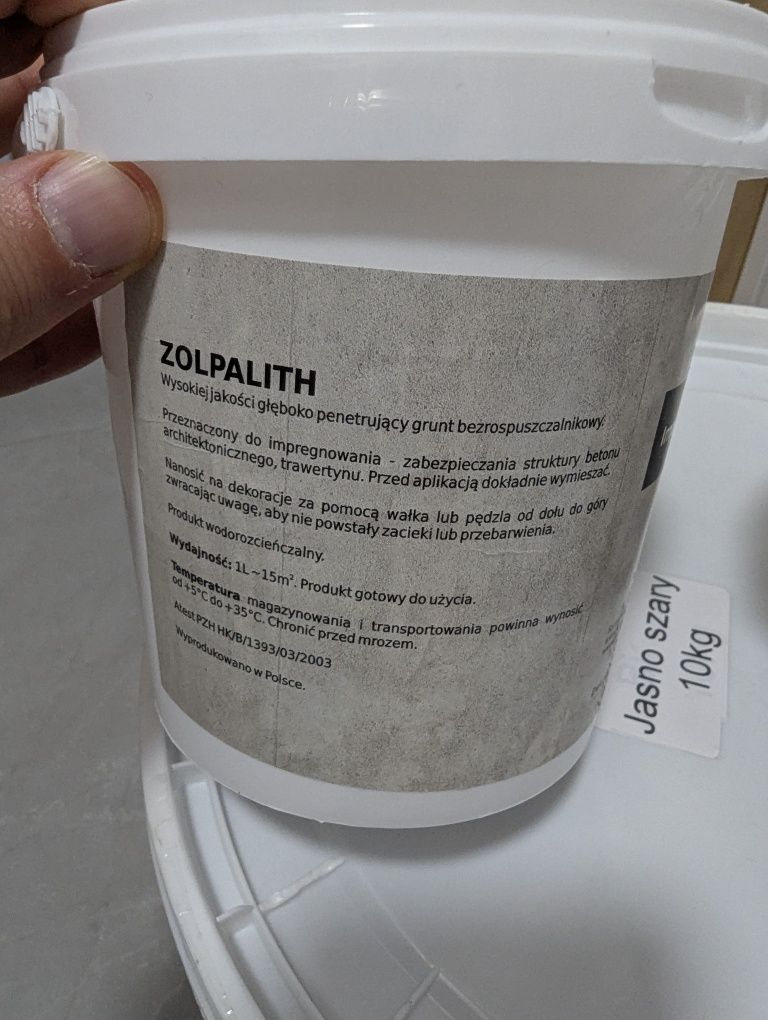 ZOLPALITH
Wysokiej jakości głęboko penetrujący grunt bezrospuszczalnikowy.
Przeznaczony do impregnowania - zabezpieczania struktury betonu
architektonicznego, trawertynu. Przed aplikacją dokładnie wymieszać.
Nanosić na dekoracje za pomocą wałka lub pędzla od dołu do góry
zwracając uwagę, aby nie powstały zacieki lub przebarwienia.
Produkt wodorozcieńczalny.
Wydajność: 1L ~15m². Produkt gotowy do użycia.
Temperatura magazynowania i transportowania powinna wynosić
od +5°C do +35°C. Chronić przed mrozem.
Atest PZH HK/B/1393/03/2003
Wyprodukowano w Polsce.
Jasno szary
10kg